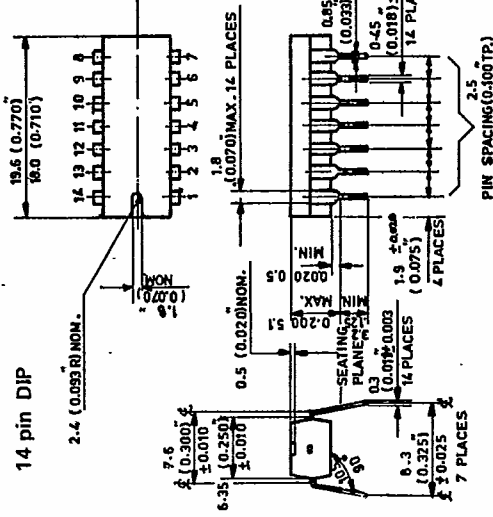 14 pin DIP
19.6 (0.770)"
18.0 (0.710")
14 13 12 11 10 9 8
1 2 3 4 5 6 7
2.4 (0.093 R) NOM.
1.8"
(0.070)
NOM
1.8
(0.070) MAX. 14 PLACES
0.85"
(0.033)
0.45
(0.018)±
14
0.5 (0.020)" NOM.
7.6 "
(0.300)
±0.010"
6.35 (0.250)
±0.010"
8
SEATING
PLANE
0.200 5.1
MAX.
MIN.
0.020 0.5
MIN.
1.9 ±0.020
(0.075)"
4 PLACES
0.3
±0.003
14 PLACES
(0.325)"
±0.025
7 PLACES
2.5 "
PIN SPACING (0.100 TP.)